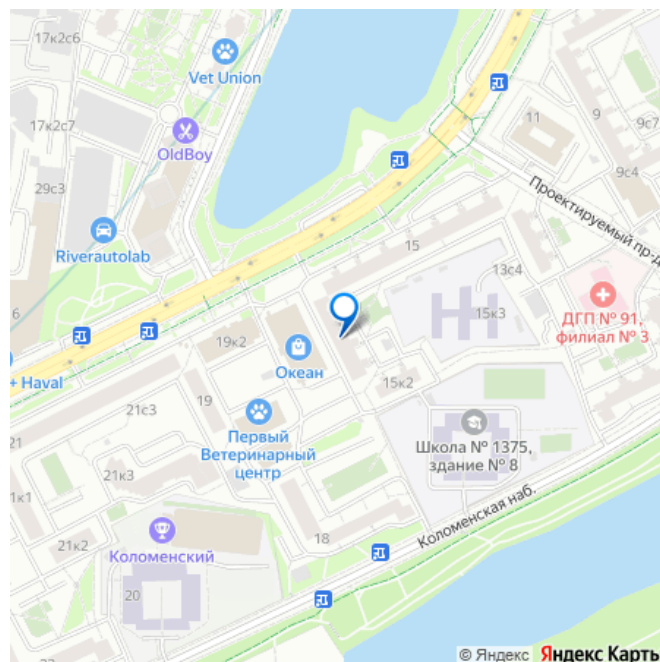 17к2с6
Vet Union
17к2с7
OldBoy
11
9
9с7
9с4
29с3
Проектируемый пр-д
Riverautolab
15
13с4
15к3
ДГП № 91,
филиал № 3
6
19к2
Океан
+ Haval
15к2
21с3
19
Первый
Ветеринарный
центр
Школа № 1375,
здание № 8
21
21к3
1к1
Коломенская наб.
18
21к2
Коломенский
20
© Яндекс Яндекс Карть